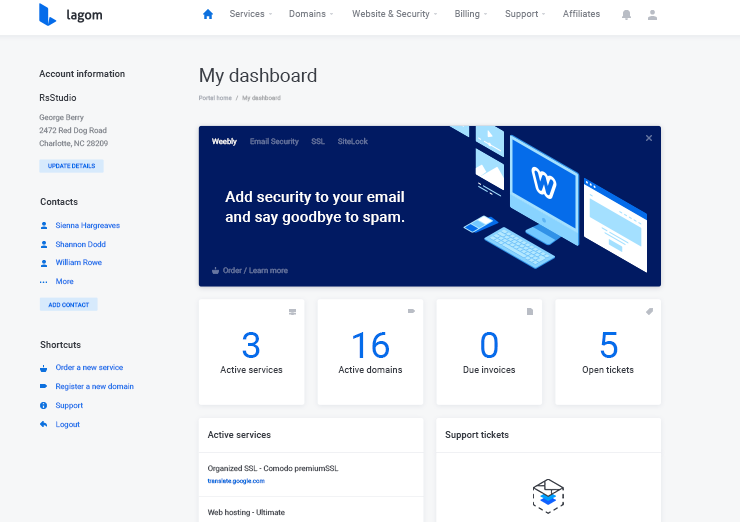 lagom
Services
Domains
Website & Security
Billing
Support
Affiliates
Account information
RsStudio
George Berry
2472 Red Dog Road
Charlotte, NC 28209
UPDATE DETAILS
Contacts
Sienna Hargreaves
Shannon Dodd
William Rowe
More
ADD CONTACT
Shortcuts
Order a new service
Register a new domain
Support
Logout
My dashboard
Portal home / My dashboard
Weebly
Email Security
SSL
SiteLock
Add security to your email
and say goodbye to spam.
Order / Learn more
3
Active services
16
Active domains
0
Due invoices
5
Open tickets
Active services
Organized SSL - Comodo premiumSSL
translate.google.com
Web hosting - Ultimate
Support tickets